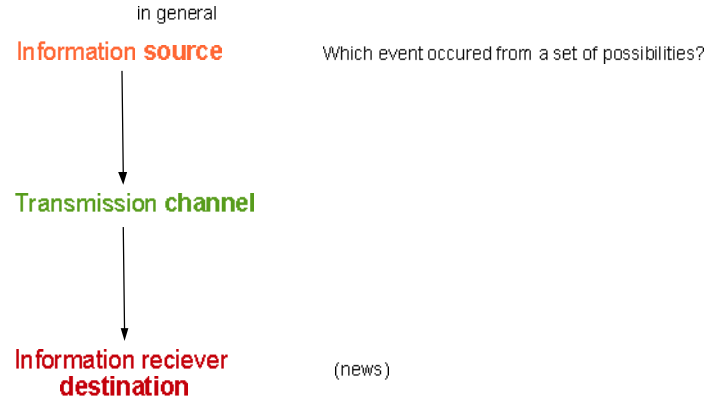 in general
Information source
Which event occured from a set of possibilities?
Transmission channel
Information reciever
destination
(news)